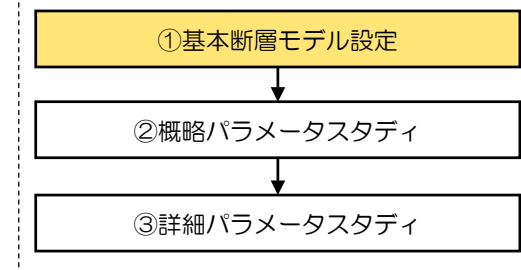 ①基本断層モデル設定
②概略パラメータスタディ
③詳細パラメータスタディ